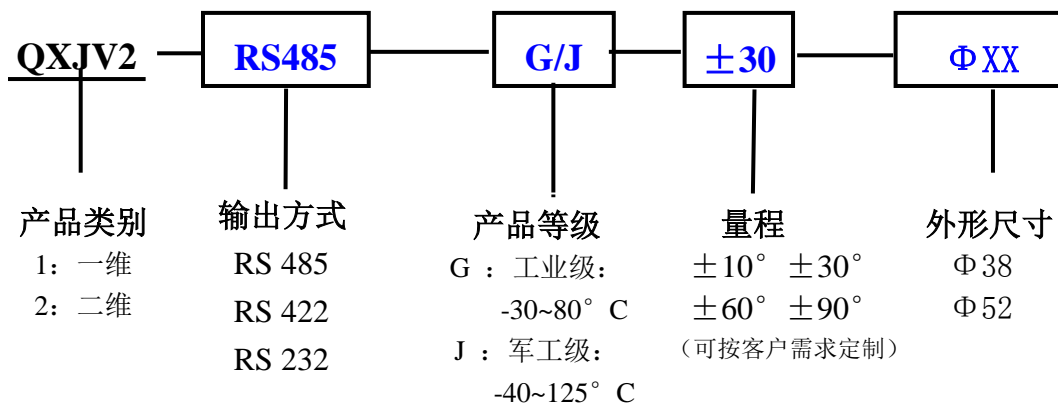 QXJV2
RS485
G/J
±30
ΦXX
产品类别
1：一维
2：二维
输出方式
RS 485
RS 422
RS 232
产品等级
G ：工业级：
-30~80° C
J ：军工级：
-40~125° C
量程
±10° ±30°
±60° ±90°
（可按客户需求定制）
外形尺寸
Φ38
Φ52